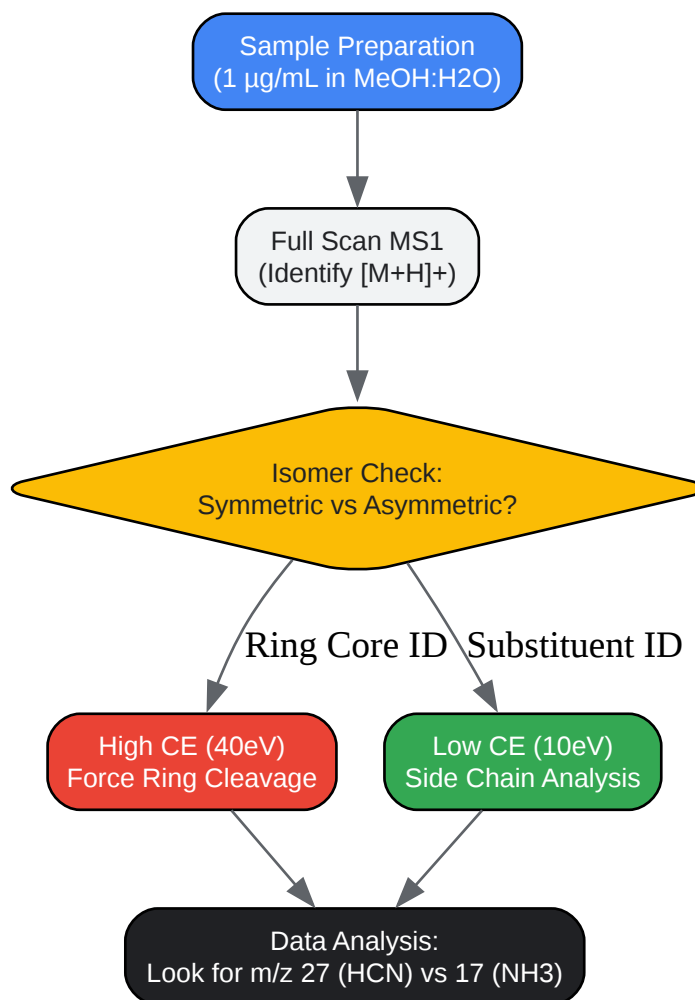 Sample Preparation
(1 µg/mL in MeOH:H2O)
Full Scan MS1
(Identify [M+H]+)
Isomer Check:
Symmetric vs Asymmetric?
Ring Core ID
Substituent ID
High CE (40eV)
Force Ring Cleavage
Low CE (10eV)
Side Chain Analysis
Data Analysis:
Look for m/z 27 (HCN) vs 17 (NH3)